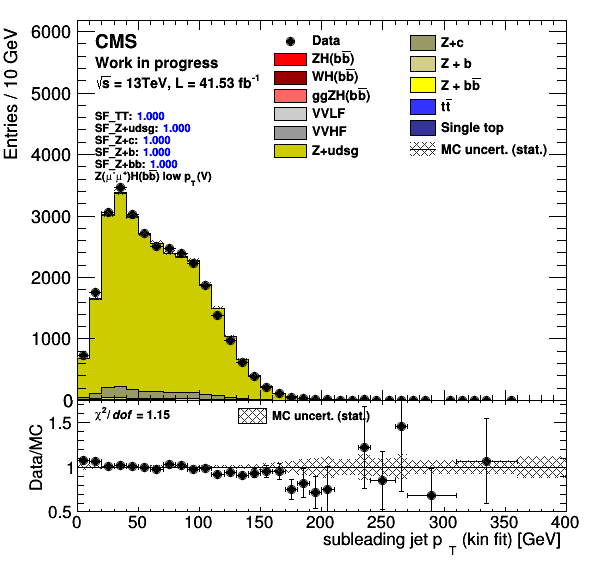 CMS
Work in progress
√s = 13TeV, L = 41.53 fb⁻¹
SF_TT: 1.000
SF_Z+udsg: 1.000
SF_Z+c: 1.000
SF_Z+b: 1.000
SF_Z+bb: 1.000
Z(μ⁻μ⁺)H(bb̅) low p_T(V)
Data
ZH(bb̅)
WH(bb̅)
ggZH(bb̅)
VVLF
VVHF
Z+udsg
Z+c
Z + b
Z + bb̅
tt̅
Single top
MC uncert. (stat.)
Entries / 10 GeV
6000
5000
4000
3000
2000
1000
0
χ²/dof = 1.15
MC uncert. (stat.)
Data/MC
1.5
1
0.5
0 50 100 150 200 250 300 350 400
subleading jet p_T (kin fit) [GeV]